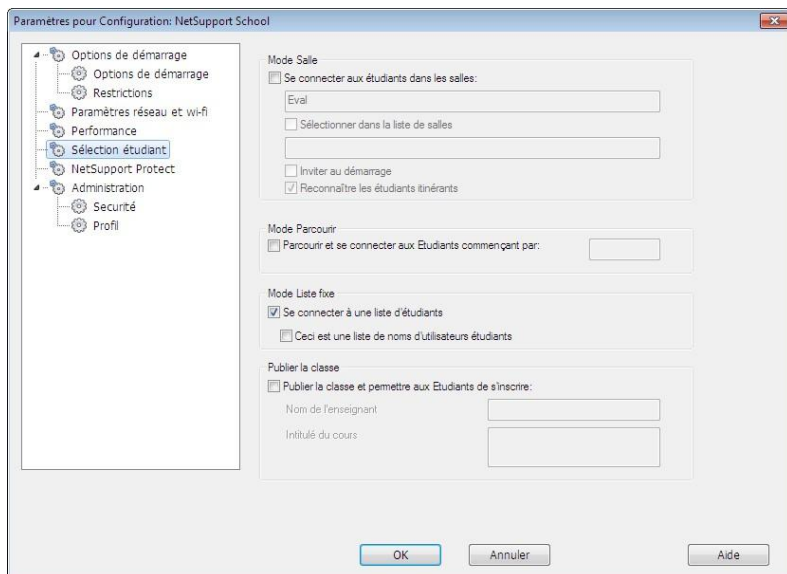 Paramètres pour Configuration: NetSupport School
Options de démarrage
Options de démarrage
Restrictions
Paramètres réseau et wi-fi
Performance
Sélection étudiant
NetSupport Protect
Administration
Securité
Profil
Mode Salle
Se connecter aux étudiants dans les salles:
Eval
Sélectionner dans la liste de salles
Inviter au démarrage
Reconnaître les étudiants itinérants
Mode Parcourir
Parcourir et se connecter aux Etudiants commençant par:
Mode Liste fixe
Se connecter à une liste d'étudiants
Ceci est une liste de noms d'utilisateurs étudiants
Publier la classe
Publier la classe et permettre aux Etudiants de s'inscrire:
Nom de l'enseignant
Intitulé du cours
OK
Annuler
Aide